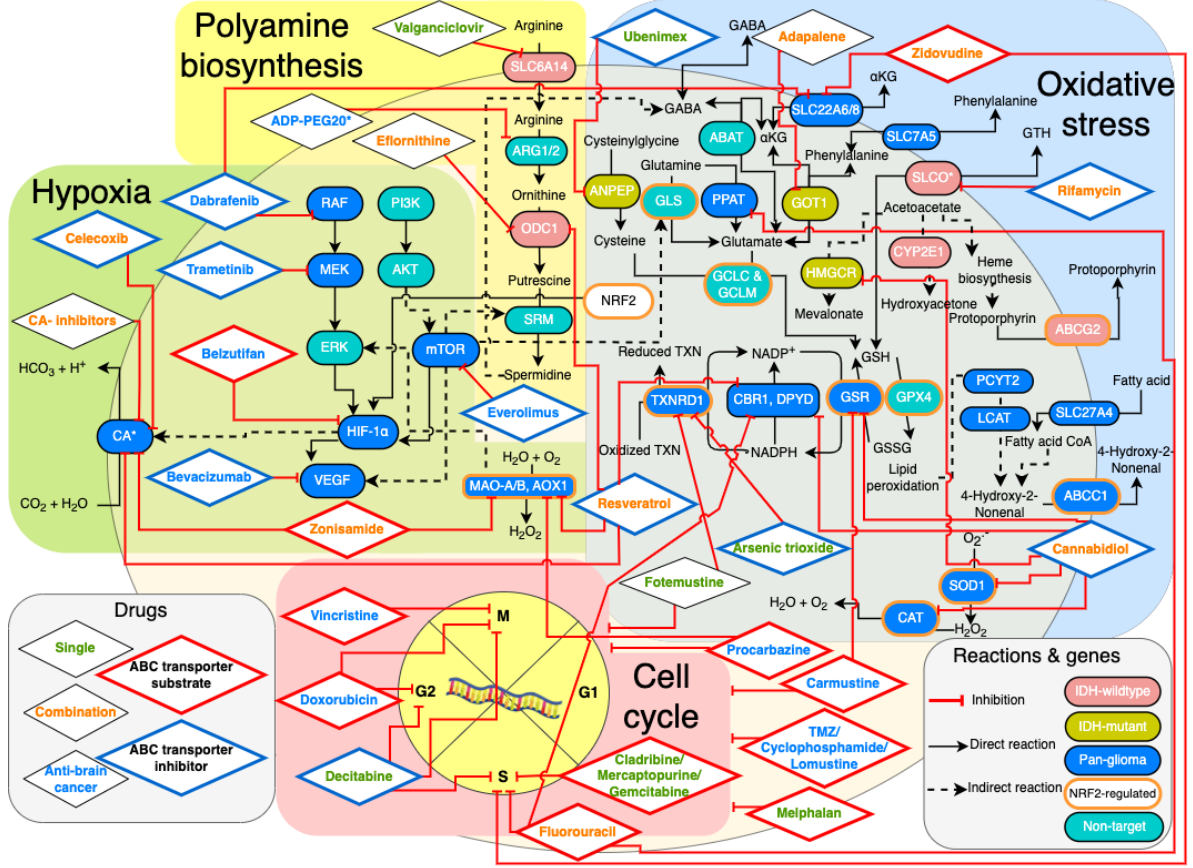 Polyamine
biosynthesis
Valganciclovir
Arginine
SLC6A14
Ubenimex
GABA
Adapalene
Zidovudine
Oxidative
stress
αKG
SLC22A6/8
Phenylalanine
GTH
SLC7A5
GABA
ABAT
αKG
Phenylalanine
SLCO*
Rifamycin
ADP-PEG20*
Eflornithine
Arginine
ARG1/2
Ornithine
ODC1
Putrescine
SRM
Spermidine
Cysteinylglycine
ANPEP
Cysteine
Glutamine
GLS
PPAT
GOT1
Glutamate
GCLC &
GCLM
Acetoacetate
CYP2E1
HMGCR
Mevalonate
Hydroxyacetone
Heme
biosynthesis
Protoporphyrin
Protoporphyrin
ABCG2
NRF2
Hypoxia
Dabrafenib
RAF
PI3K
Celecoxib
Trametinib
MEK
AKT
CA- inhibitors
Belzutifan
ERK
mTOR
HCO₃ + H⁺
CA*
HIF-1α
Everolimus
Bevacizumab
VEGF
CO₂ + H₂O
Zonisamide
H₂O + O₂
MAO-A/B, AOX1
H₂O₂
Resveratrol
Reduced TXN
TXNRD1
Oxidized TXN
NADP⁺
CBR1, DPYD
NADPH
GSH
GSR
GPX4
GSSG
Lipid
peroxidation
PCYT2
LCAT
Fatty acid
SLC27A4
Fatty acid CoA
4-Hydroxy-2-
Nonenal
4-Hydroxy-2-
Nonenal
ABCC1
Arsenic trioxide
Cannabidiol
O₂·-
SOD1
H₂O + O₂
CAT
H₂O₂
Fotemustine
Procarbazine
Carmustine
TMZ/
Cyclophosphamide/
Lomustine
Melphalan
Cell
cycle
Vincristine
Doxorubicin
Decitabine
M
G2
G1
S
Cladribine/
Mercaptopurine/
Gemcitabine
Fluorouracil
Drugs
Single
ABC transporter
substrate
Combination
ABC transporter
inhibitor
Anti-brain
cancer
Reactions & genes
Inhibition
Direct reaction
Indirect reaction
IDH-wildtype
IDH-mutant
Pan-glioma
NRF2-regulated
Non-target